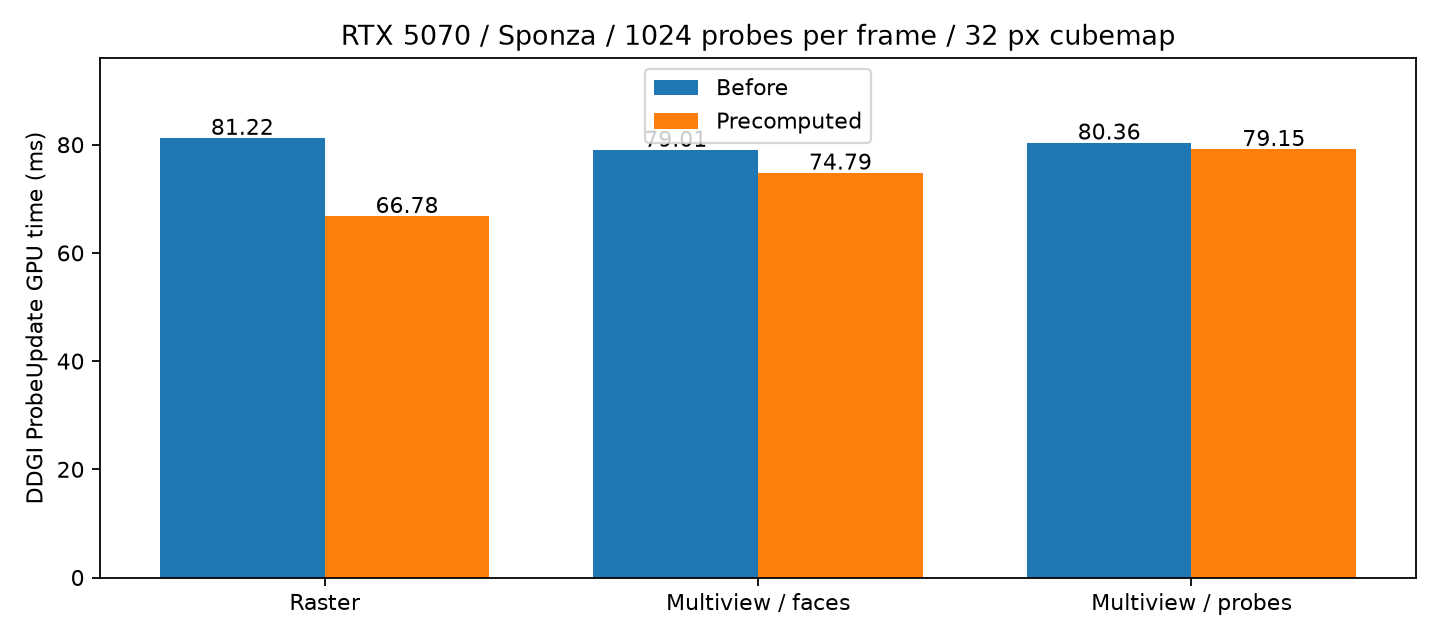 RTX 5070 / Sponza / 1024 probes per frame / 32 px cubemap
Before
Precomputed
81.22
66.78
79.01
74.79
80.36
79.15
DDGI ProbeUpdate GPU time (ms)
80
60
40
20
0
Raster
Multiview / faces
Multiview / probes